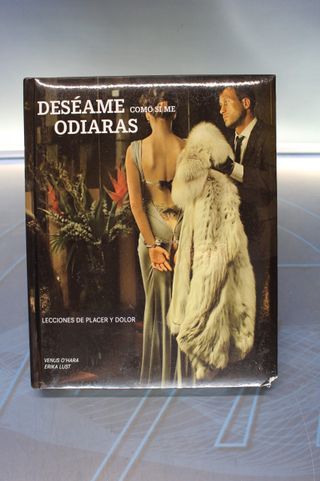 DESÉAME COMO SI ME
ODIARAS
LECCIONES DE PLACER Y DOLOR
VENUS O'HARA
ERIKA LUST